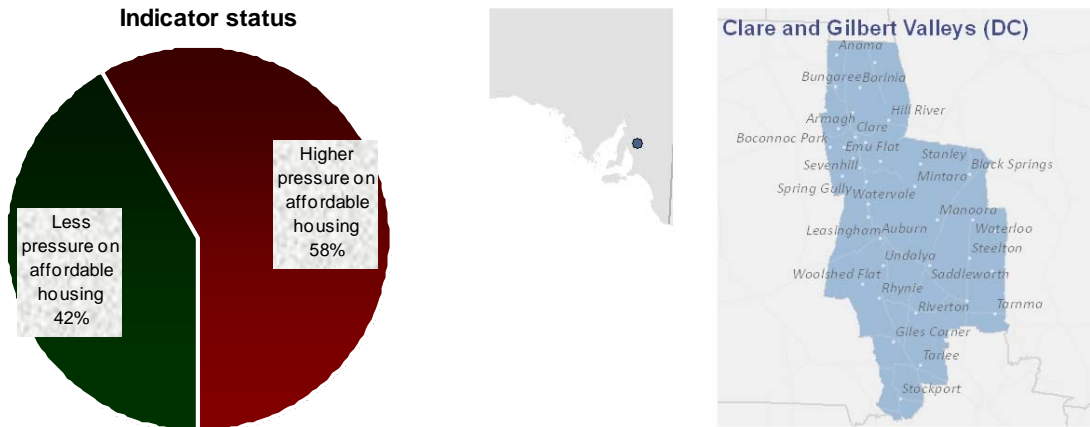 Indicator status
Higher
pressure on
affordable
housing
58%
Less
pressure on
affordable
housing
42%
Clare and Gilbert Valleys (DC)
Anama
Bungaree
Barinia
Hill River
Armagh
Clare
Boconnoc Park
Emu Flat
Stanley
Black Springs
Sevenhill
Mintaro
Spring Gully
Watervale
Manoora
Leasingham
Auburn
Waterloo
Steelton
Undalya
Woolshed Flat
Saddleworth
Rhynie
Riverton
Tarnma
Giles Corner
Tarlee
Stockport